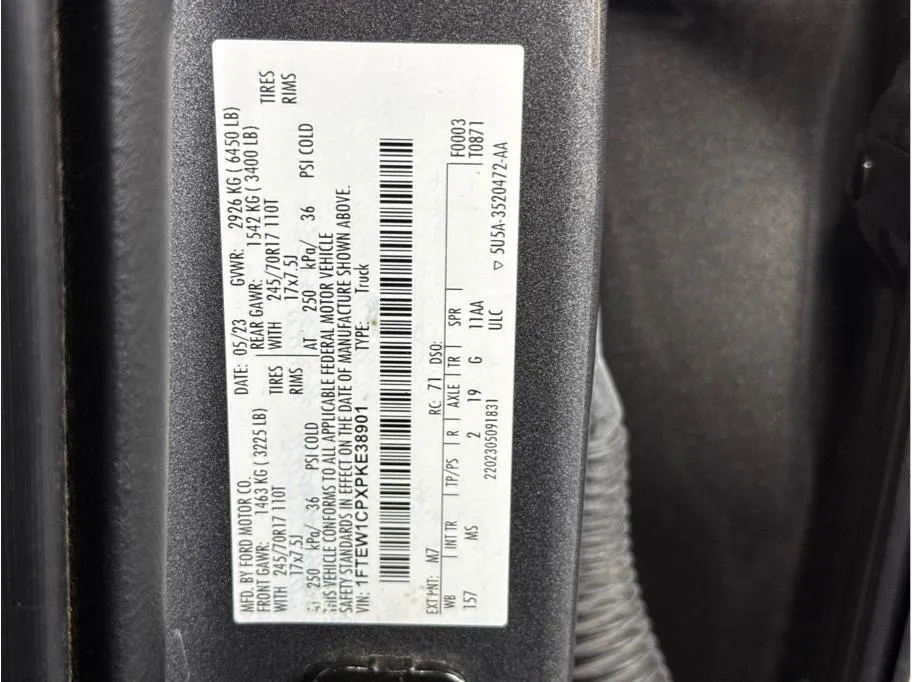 MFD. BY FORD MOTOR CO.
DATE: 05/23 GVWR: 2926 KG ( 6450 LB)
FRONT GAWR: 1463 KG ( 3225 LB)
REAR GAWR: 1542 KG ( 3400 LB)
WITH 245/70R17 110T TIRES
WITH 245/70R17 110T TIRES
17x7.5J RIMS
17x7.5J RIMS
AT 250 kPa/ 36 PSI COLD
AT 250 kPa/ 36 PSI COLD
THIS VEHICLE CONFORMS TO ALL APPLICABLE FEDERAL MOTOR VEHICLE
SAFETY STANDARDS IN EFFECT ON THE DATE OF MANUFACTURE SHOWN ABOVE.
VIN: 1FTEW1CPXPKE38901 TYPE: Truck
EXT PNT: M7 RC: 71 DSO: F0003
WB INT TR TP/PS R AXLE TR SPR T0871
157 MS 2 19 G 11AA
2202305091831 ULC
▽ 5U5A-3520472-AA